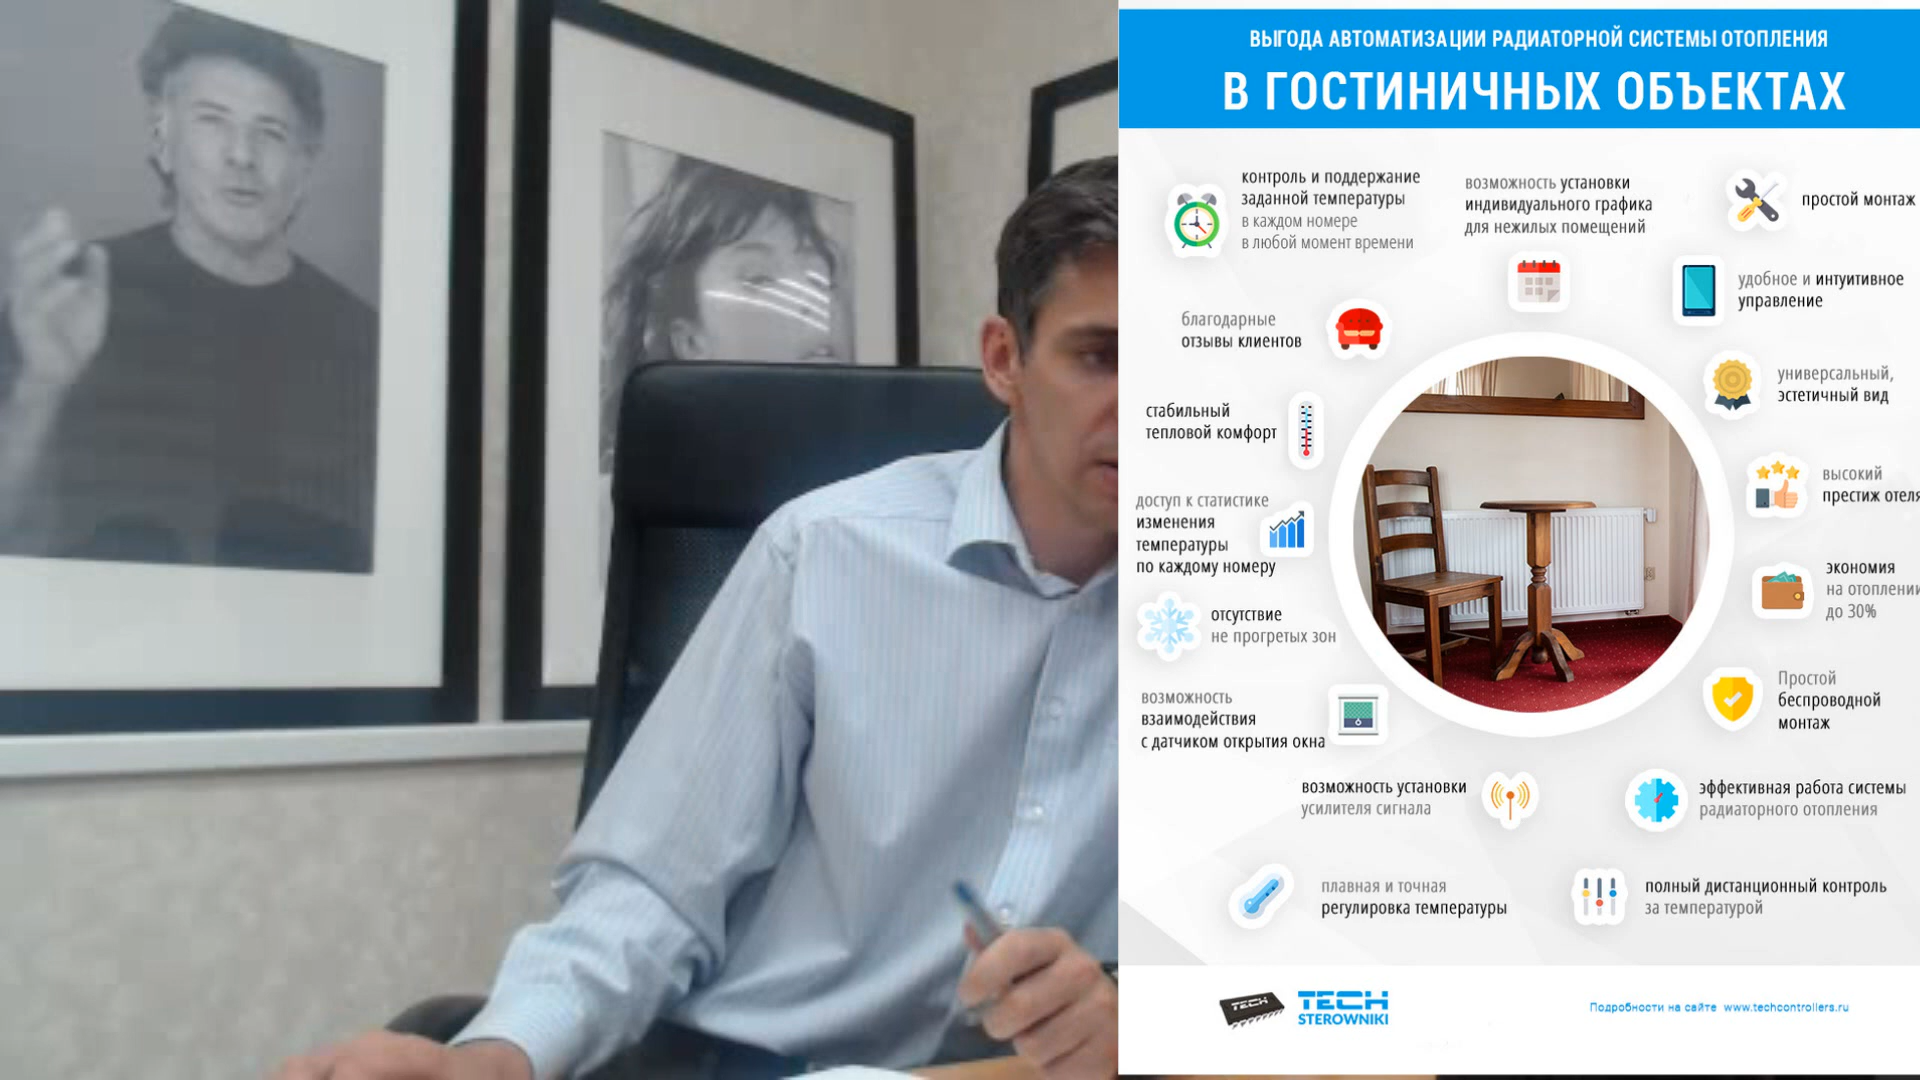 ВЫГОДА АВТОМАТИЗАЦИИ РАДИАТОРНОЙ СИСТЕМЫ ОТОПЛЕНИЯ
В ГОСТИНИЧНЫХ ОБЪЕКТАХ
контроль и поддержание
заданной температуры
в каждом номере
в любой момент времени
возможность установки
индивидуального графика
для нежилых помещений
простой монтаж
удобное и интуитивное
управление
благодарные
отзывы клиентов
универсальный,
эстетичный вид
стабильный
тепловой комфорт
высокий
престиж отеля
доступ к статистике
изменения
температуры
по каждому номеру
экономия
на отоплении
до 30%
отсутствие
не прогретых зон
Простой
беспроводной
монтаж
возможность
взаимодействия
с датчиком открытия окна
возможность установки
усилителя сигнала
эффективная работа системы
радиаторного отопления
плавная и точная
регулировка температуры
полный дистанционный контроль
за температурой
TECH
TECH
STEROWNIKI
Подробности на сайте www.techcontrollers.ru